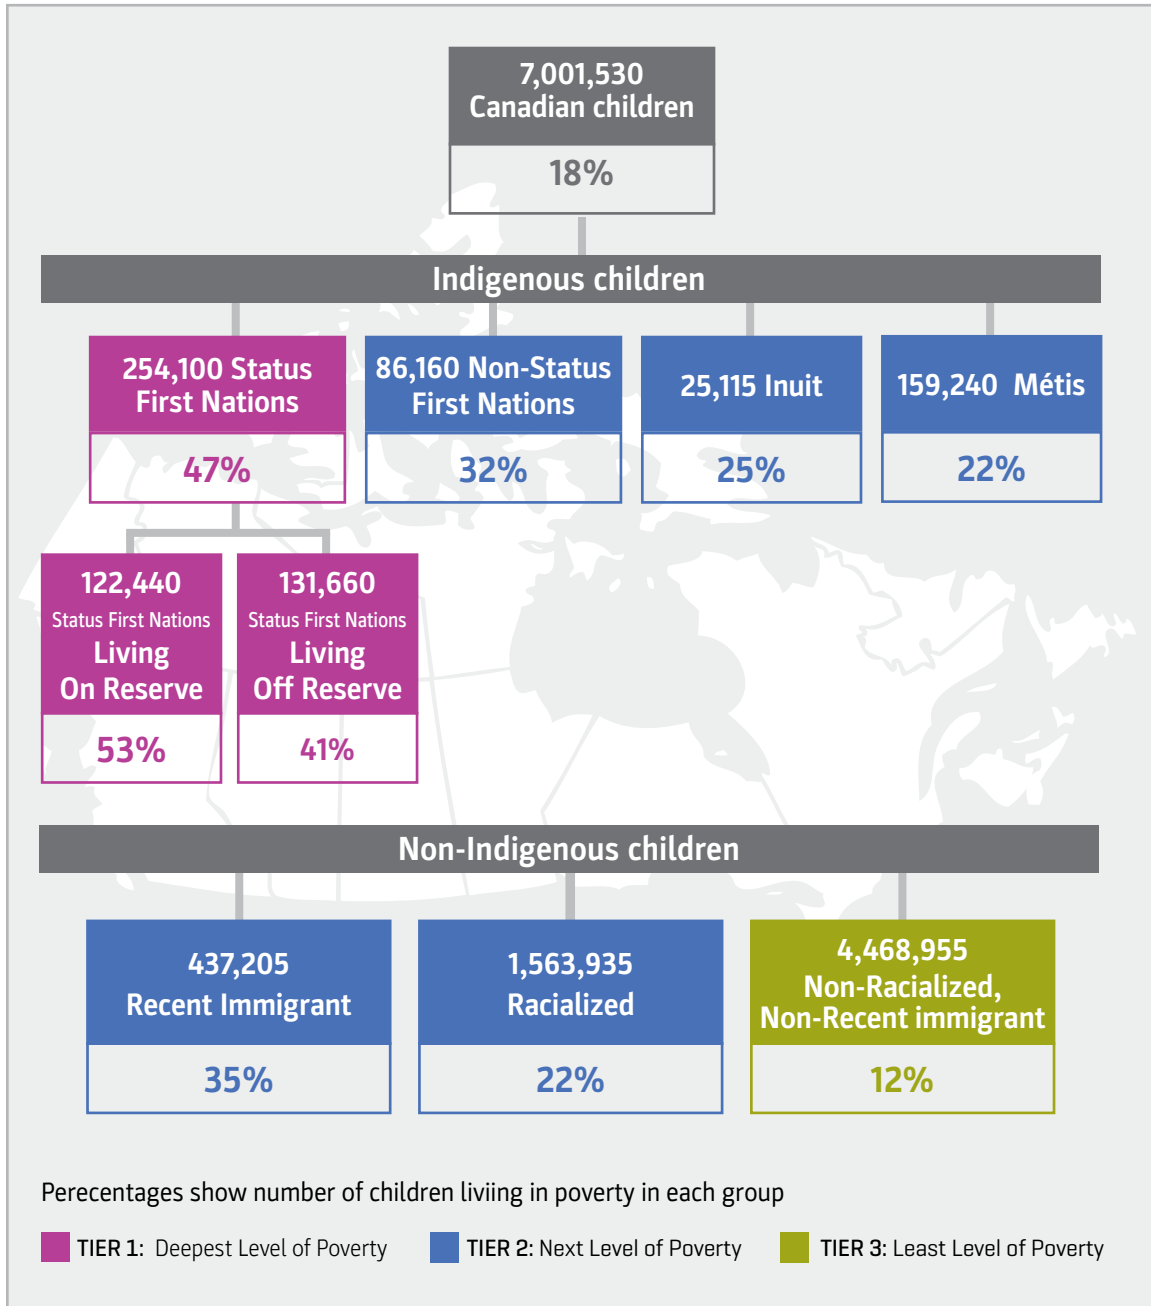 7,001,530
Canadian children
18%
Indigenous children
254,100 Status
First Nations
47%
86,160 Non-Status
First Nations
32%
25,115 Inuit
25%
159,240 Métis
22%
122,440
Status First Nations
Living
On Reserve
53%
131,660
Status First Nations
Living
Off Reserve
41%
Non-Indigenous children
437,205
Recent Immigrant
35%
1,563,935
Racialized
22%
4,468,955
Non-Racialized,
Non-Recent immigrant
12%
Perecentages show number of children liviing in poverty in each group
TIER 1: Deepest Level of Poverty
TIER 2: Next Level of Poverty
TIER 3: Least Level of Poverty